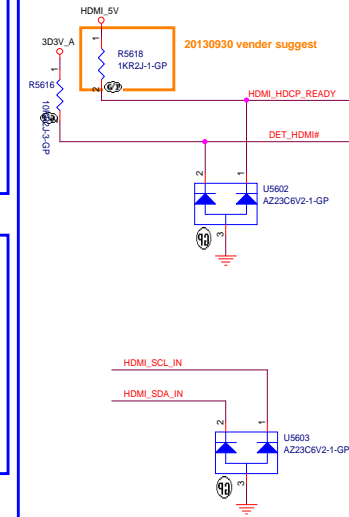 HDMI_5V
3D3V_A
20130930 vender suggest
1
R5618
1KR2J-1-GP
2
1
R5616
2
HDMI_HDCP_READY
DET_HDMI#
2
1
U5602
AZ23C6V2-1-GP
3
HDMI_SCL_IN
HDMI_SDA_IN
2
1
U5603
AZ23C6V2-1-GP
3